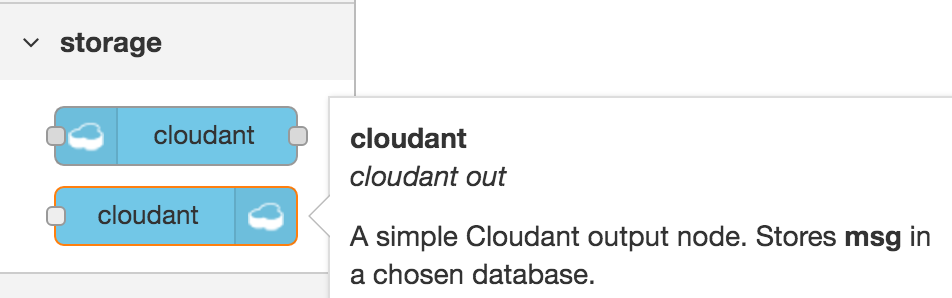 storage
cloudant
cloudant
cloudant
cloudant out
A simple Cloudant output node. Stores msg in
a chosen database.